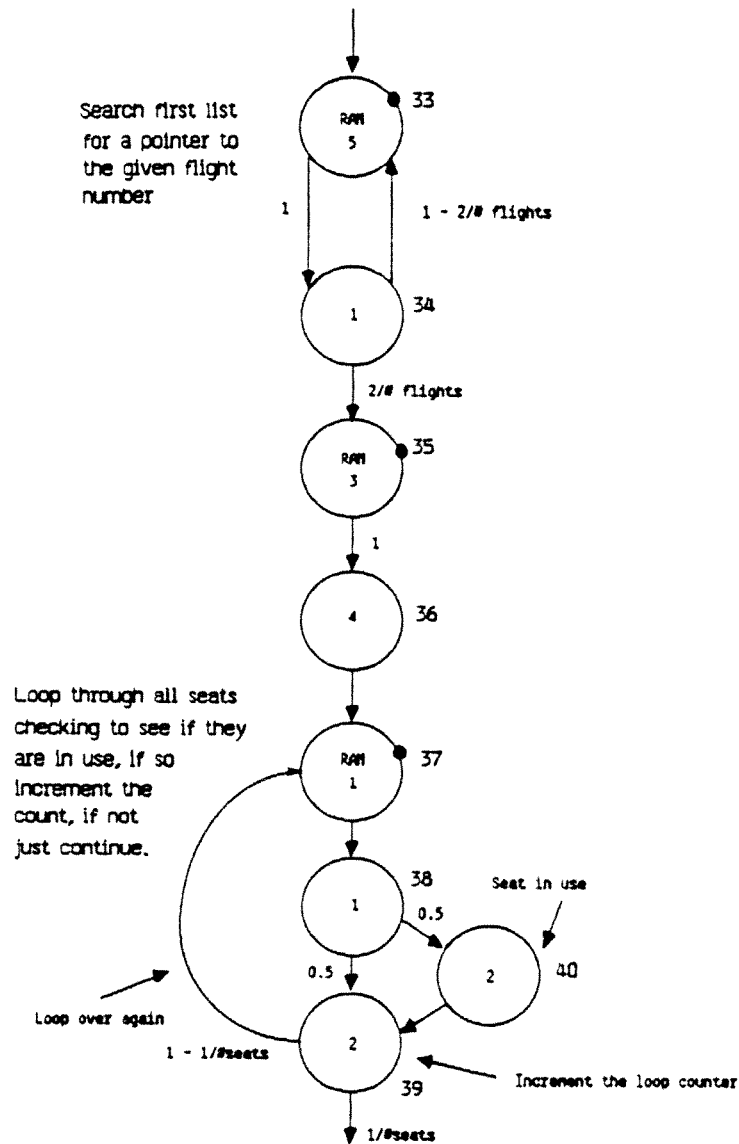 RAM
5
33
Search first list
for a pointer to
the given flight
number
1
1 - 2/# flights
1
34
2/# flights
RAM
3
35
1
4
36
Loop through all seats
checking to see if they
are in use, if so
increment the
count, if not
just continue.
RAM
1
37
1
38
Seat in use
0.5
0.5
2
40
Loop over again
1 - 1/#seats
2
39
Increment the loop counter
1/#seats